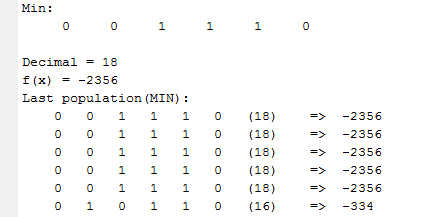 Min:
0 0 1 1 1 0
Decimal = 18
f(x) = -2356
Last population(MIN):
0 0 1 1 1 0 (18) => -2356
0 0 1 1 1 0 (18) => -2356
0 0 1 1 1 0 (18) => -2356
0 0 1 1 1 0 (18) => -2356
0 0 1 1 1 0 (18) => -2356
0 1 0 1 1 0 (16) => -334